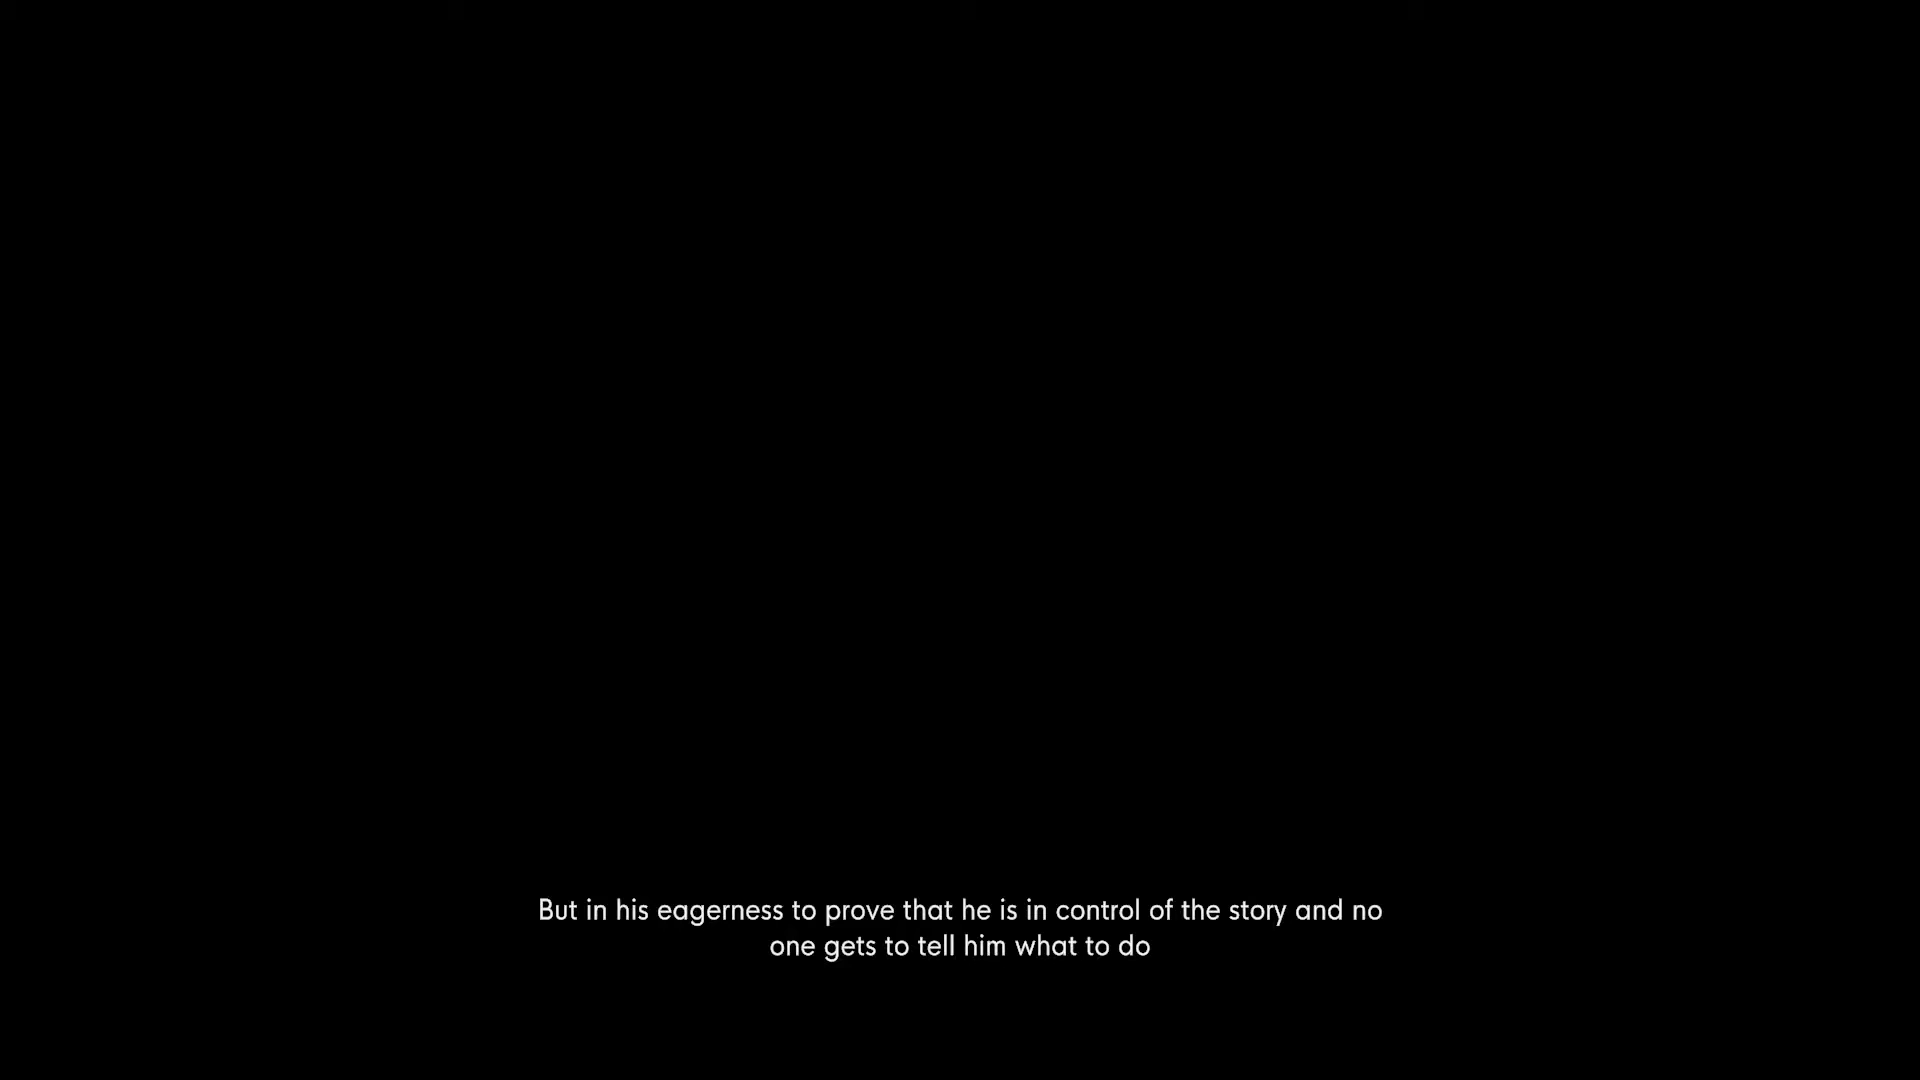 But in his eagerness to prove that he is in control of the story and no
one gets to tell him what to do